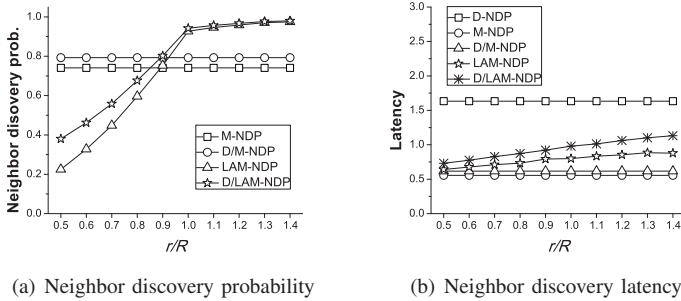 Neighbor disovery prob.
1.0
0.8
0.6
0.4
0.2
0.0
M-NDP
D/M-NDP
LAM-NDP
D/LAM-NDP
0.5 0.6 0.7 0.8 0.9 1.0 1.1 1.2 1.3 1.4
r/R
(a) Neighbor discovery probability
Latency
3.0
2.5
2.0
1.5
1.0
0.5
0.0
D-NDP
M-NDP
D/M-NDP
LAM-NDP
D/LAM-NDP
0.5 0.6 0.7 0.8 0.9 1.0 1.1 1.2 1.3 1.4
r/R
(b) Neighbor discovery latency